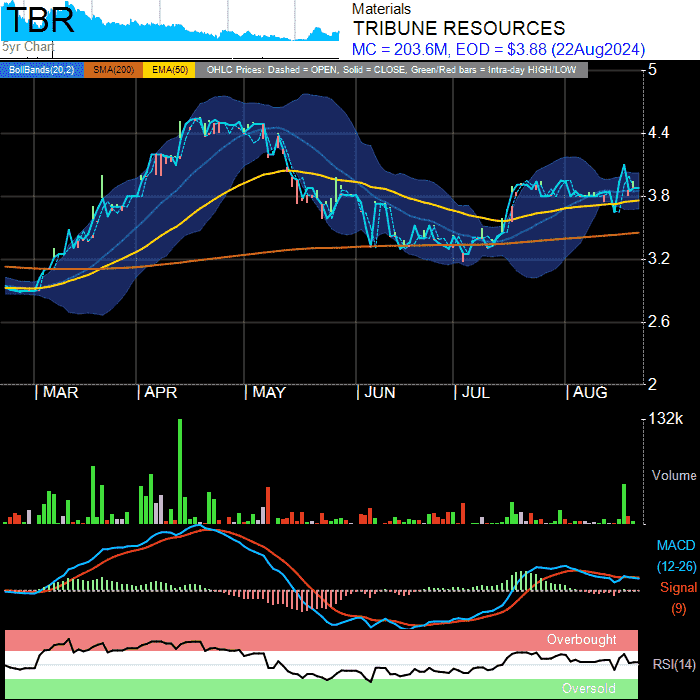 TBR
5yr Chart
Materials
TRIBUNE RESOURCES
MC = 203.6M, EOD = $3.88 (22Aug2024)
BollBands(20,2) SMA(200) EMA(50) OHLC Prices: Dashed = OPEN, Solid = CLOSE, Green/Red bars = Intra-day HIGH/LOW
5
4.4
3.8
3.2
2.6
2
MAR APR MAY JUN JUL AUG
132k
Volume
MACD
(12-26)
Signal
(9)
Overbought
RSI(14)
Oversold